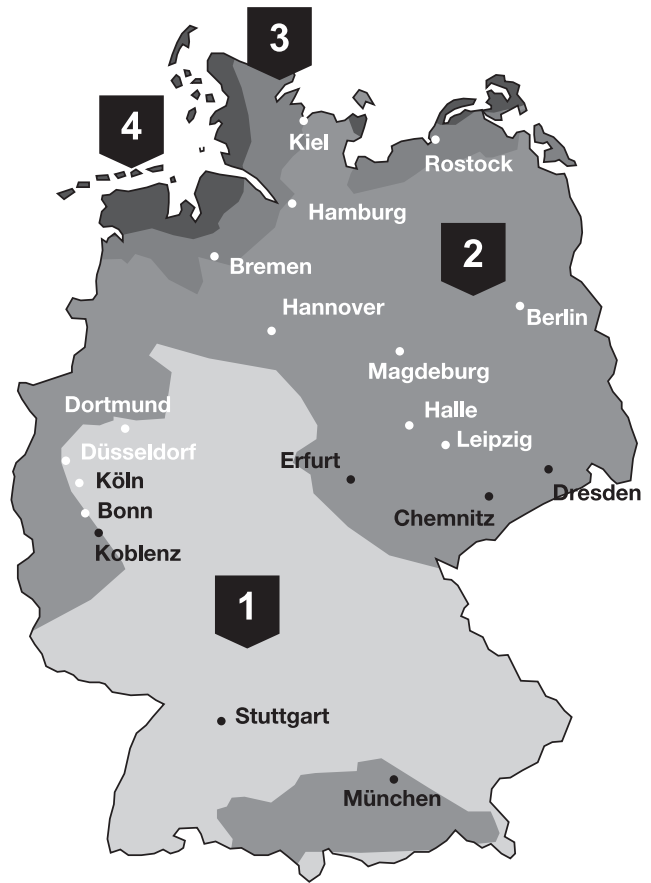 3
4
Kiel
Rostock
Hamburg
2
Bremen
Hannover
Berlin
Magdeburg
Dortmund
Halle
Leipzig
Düsseldorf
Erfurt
Köln
Dresden
Bonn
Chemnitz
Koblenz
1
Stuttgart
München